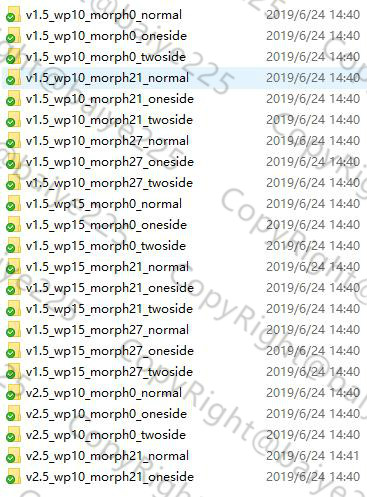 v1.5_wp10_morph0_normal 2019/6/24 14:40
v1.5_wp10_morph0_oneside 2019/6/24 14:40
v1.5_wp10_morph0_twoside 2019/6/24 14:40
v1.5_wp10_morph21_normal 2019/6/24 14:40
v1.5_wp10_morph21_oneside 2019/6/24 14:40
v1.5_wp10_morph21_twoside 2019/6/24 14:40
v1.5_wp10_morph27_normal 2019/6/24 14:40
v1.5_wp10_morph27_oneside 2019/6/24 14:40
v1.5_wp10_morph27_twoside 2019/6/24 14:40
v1.5_wp15_morph0_normal 2019/6/24 14:40
v1.5_wp15_morph0_oneside 2019/6/24 14:40
v1.5_wp15_morph0_twoside 2019/6/24 14:40
v1.5_wp15_morph21_normal 2019/6/24 14:40
v1.5_wp15_morph21_oneside 2019/6/24 14:40
v1.5_wp15_morph21_twoside 2019/6/24 14:40
v1.5_wp15_morph27_normal 2019/6/24 14:40
v1.5_wp15_morph27_oneside 2019/6/24 14:40
v1.5_wp15_morph27_twoside 2019/6/24 14:40
v2.5_wp10_morph0_normal 2019/6/24 14:40
v2.5_wp10_morph0_oneside 2019/6/24 14:40
v2.5_wp10_morph0_twoside 2019/6/24 14:40
v2.5_wp10_morph21_normal 2019/6/24 14:41
v2.5_wp10_morph21_oneside 2019/6/24 14:40
CopyRight@baiye225